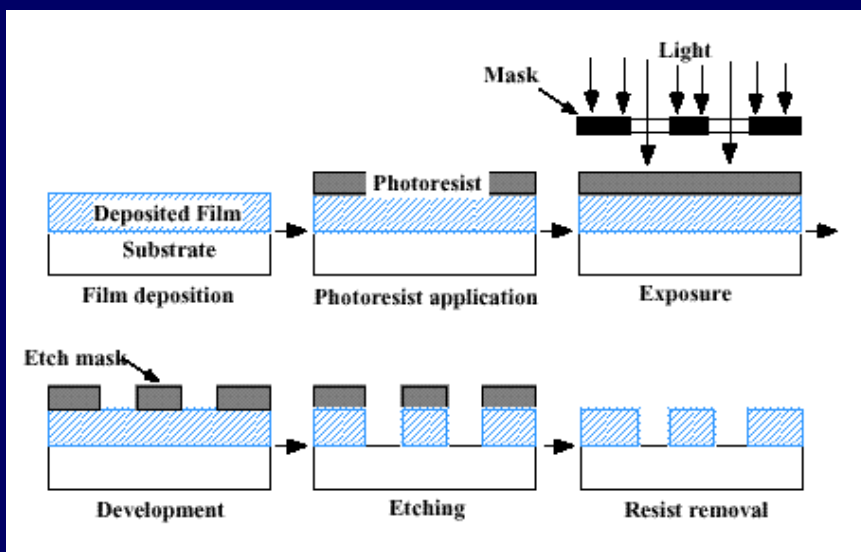 Light
Mask
Photoresist
Deposited Film
Substrate
Film deposition
Photoresist application
Exposure
Etch mask
Development
Etching
Resist removal